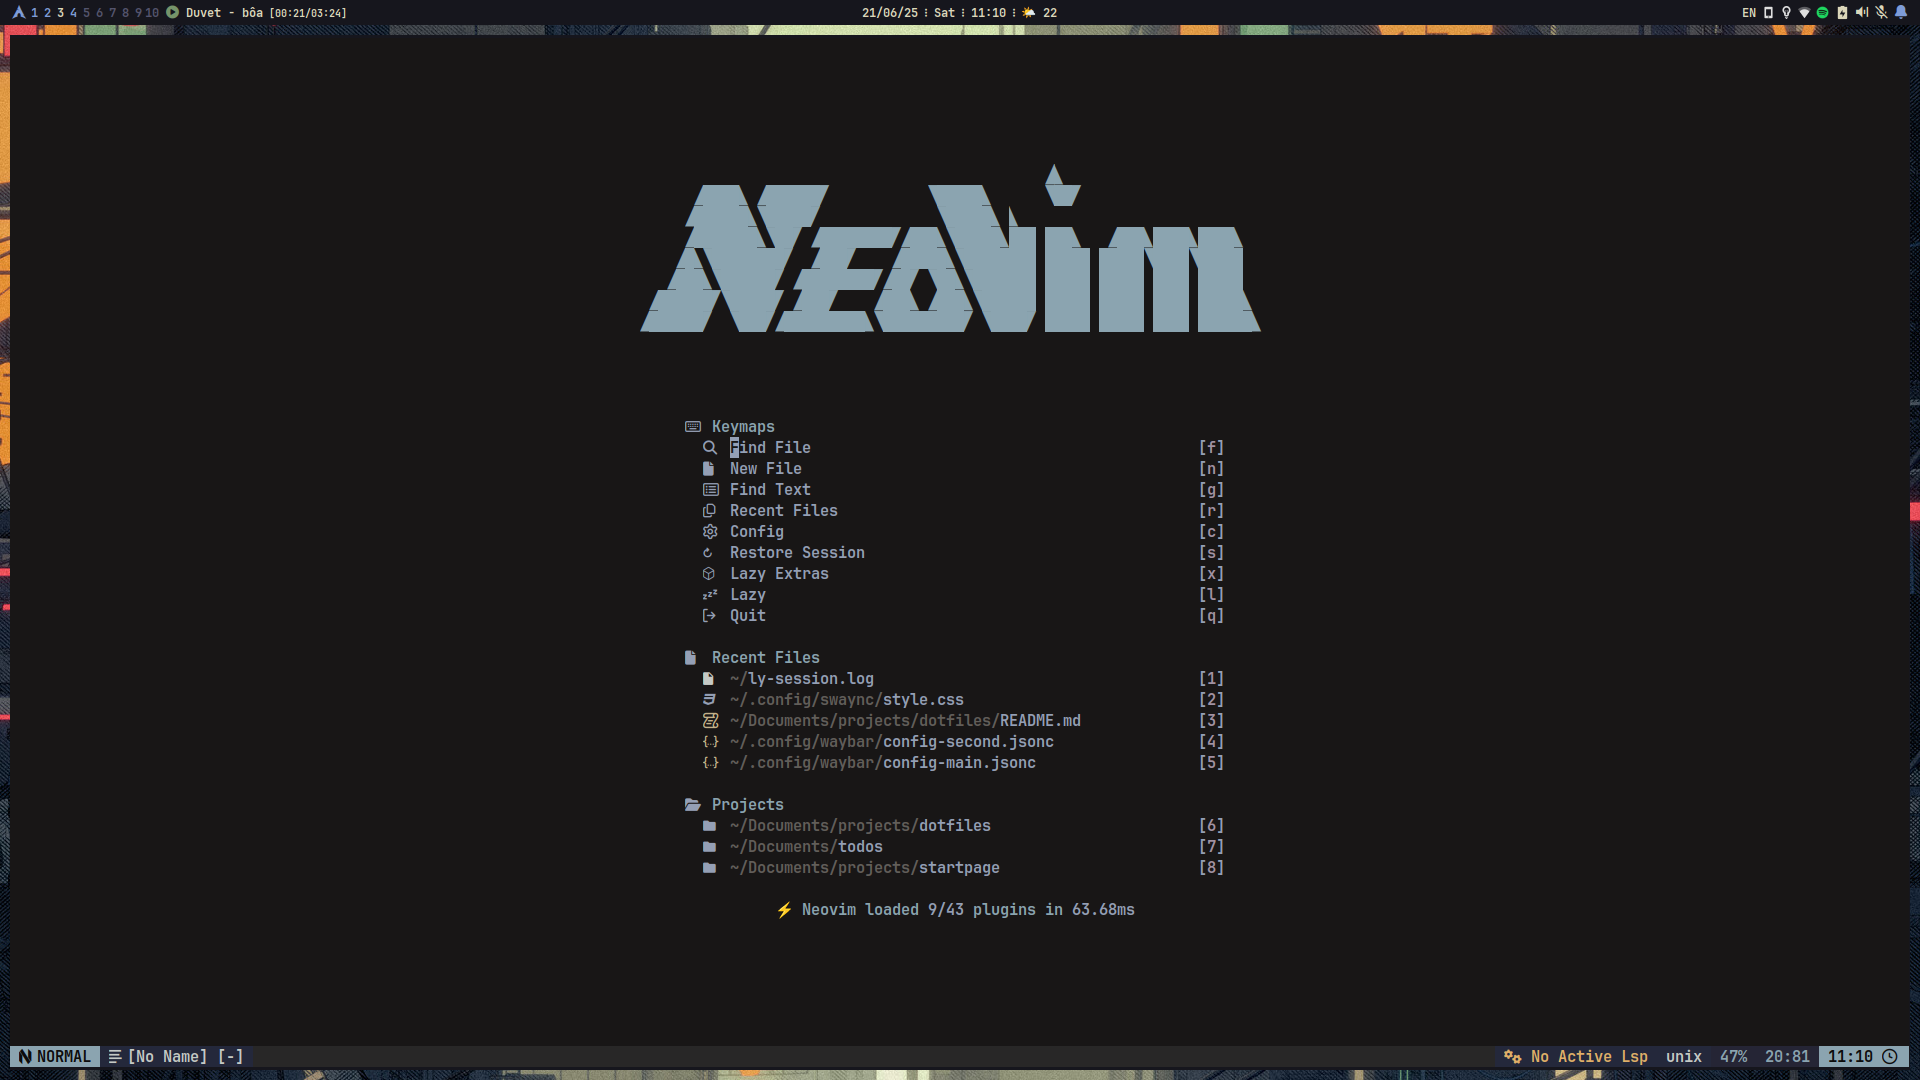 1 2 3 4 5 6 7 8 9 10 Duvet - bôa [00:21/03:24]
21/06/25 : Sat : 11:10 : 22
EN
NeoVim
Keymaps
Find File [f]
New File [n]
Find Text [g]
Recent Files [r]
Config [c]
Restore Session [s]
Lazy Extras [x]
Lazy [l]
Quit [q]
Recent Files
~/ly-session.log [1]
~/.config/swaync/style.css [2]
~/Documents/projects/dotfiles/README.md [3]
~/.config/waybar/config-second.jsonc [4]
~/.config/waybar/config-main.jsonc [5]
Projects
~/Documents/projects/dotfiles [6]
~/Documents/todos [7]
~/Documents/projects/startpage [8]
⚡ Neovim loaded 9/43 plugins in 63.68ms
NORMAL [No Name] [-]
No Active Lsp unix 47% 20:81 11:10